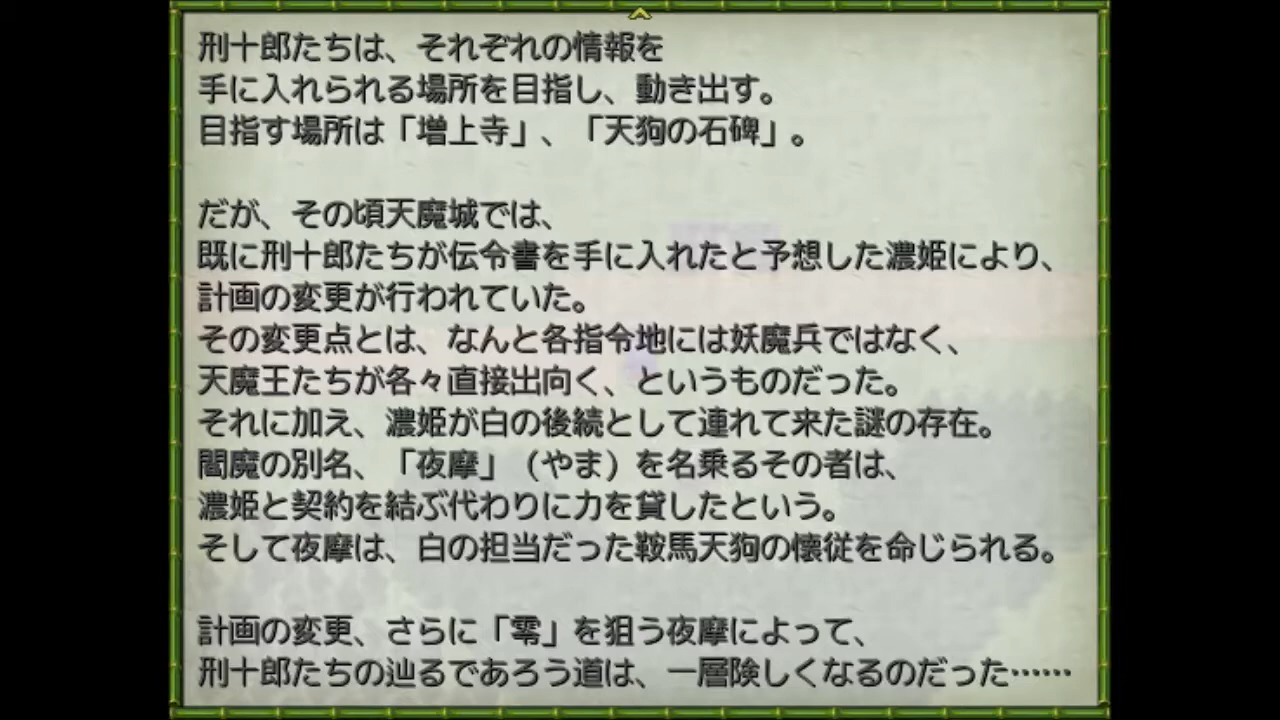 刑十郎たちは、それぞれの情報を
手に入れられる場所を目指し、動き出す。
目指す場所は「増上寺」、「天狗の石碑」。
だが、その頃天魔城では、
既に刑十郎たちが伝令書を手に入れたと予想した濃姫により、
計画の変更が行われていた。
その変更点とは、なんと各指令地には妖魔兵ではなく、
天魔王たちが各々直接出向く、というものだった。
それに加え、濃姫が白の後続として連れて来た謎の存在。
閻魔の別名、「夜摩」（やま）を名乗るその者は、
濃姫と契約を結ぶ代わりに力を貸したという。
そして夜摩は、白の担当だった鞍馬天狗の懐従を命じられる。
計画の変更、さらに「零」を狙う夜摩によって、
刑十郎たちの辿るであろう道は、一層険しくなるのだった……